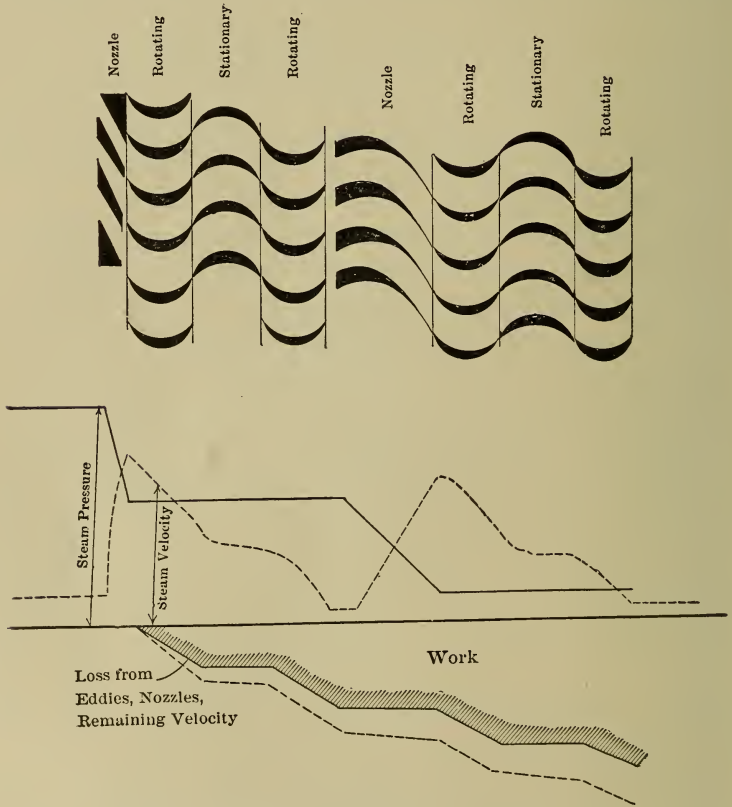 Nozzle
Rotating
Stationary
Rotating
Nozzle
Rotating
Stationary
Rotating
Steam Pressure
Steam Velocity
Work
Loss from
Eddies, Nozzles,
Remaining Velocity